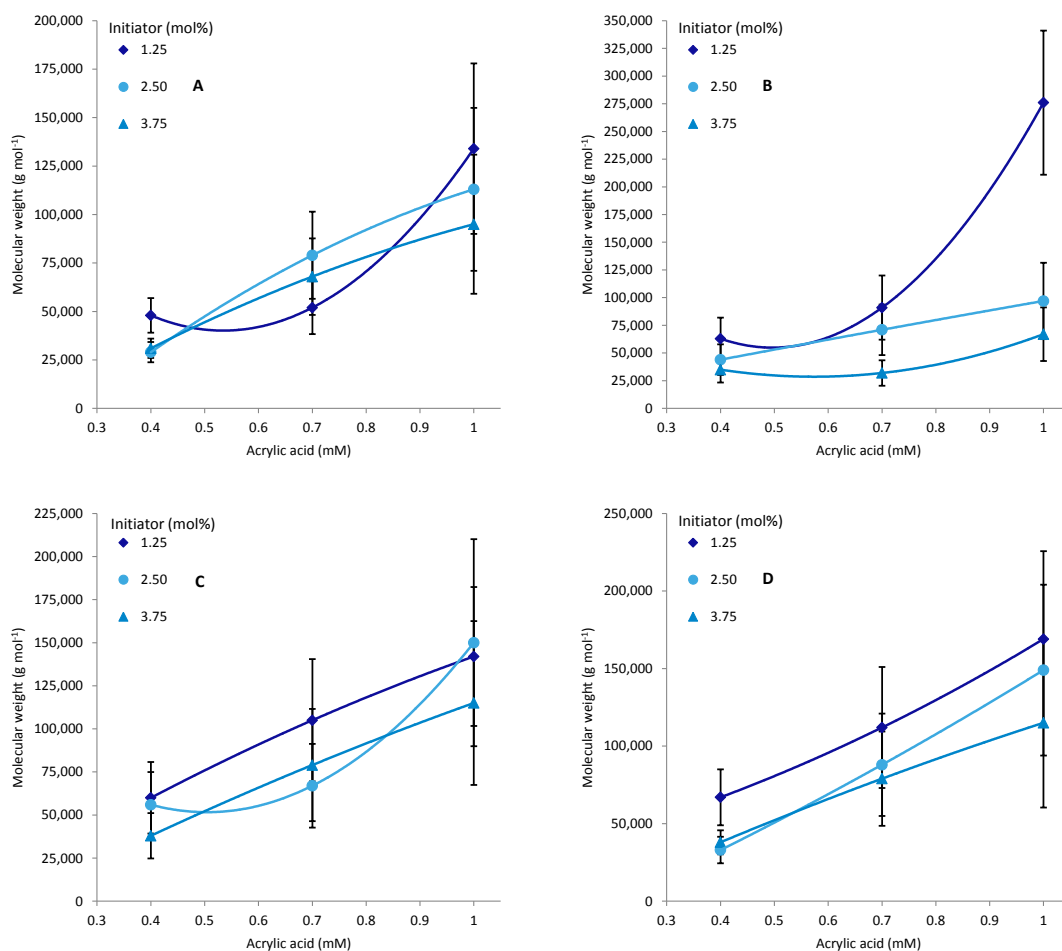 Initiator (mol%)
1.25
2.50
3.75
A
200,000
175,000
150,000
125,000
100,000
75,000
50,000
25,000
0
Molecular weight (g mol⁻¹)
0.3 0.4 0.5 0.6 0.7 0.8 0.9 1
Acrylic acid (mM)
Initiator (mol%)
1.25
2.50
3.75
B
350,000
325,000
300,000
275,000
250,000
225,000
200,000
175,000
150,000
125,000
100,000
75,000
50,000
25,000
0
Molecular weight (g mol⁻¹)
0.3 0.4 0.5 0.6 0.7 0.8 0.9 1
Acrylic acid (mM)
Initiator (mol%)
1.25
2.50
3.75
C
225,000
200,000
175,000
150,000
125,000
100,000
75,000
50,000
25,000
0
Molecular weight (g mol⁻¹)
0.3 0.4 0.5 0.6 0.7 0.8 0.9 1
Acrylic acid (mM)
Initiator (mol%)
1.25
2.50
3.75
D
250,000
200,000
150,000
100,000
50,000
0
Molecular weight (g mol⁻¹)
0.3 0.4 0.5 0.6 0.7 0.8 0.9 1
Acrylic acid (mM)